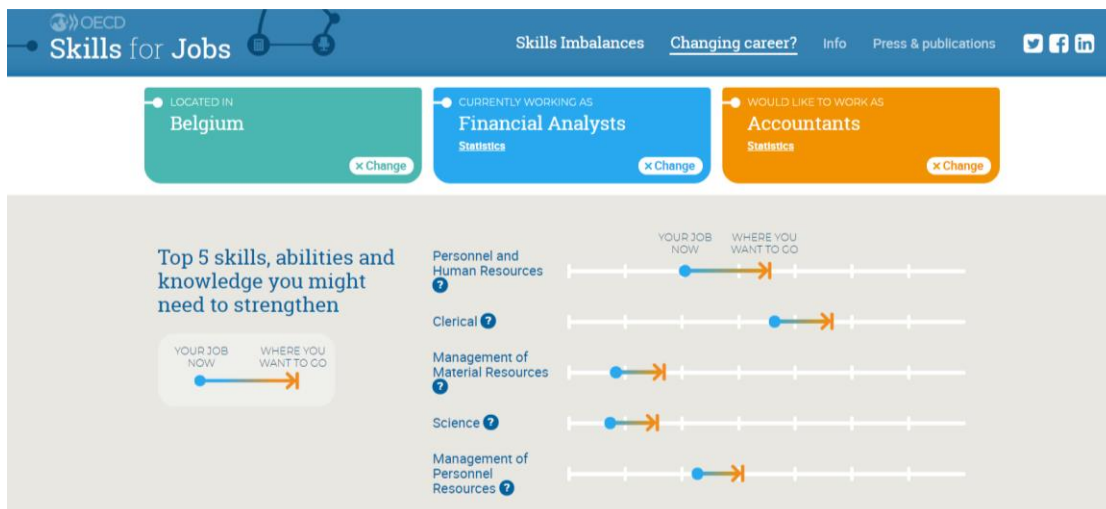 OECD
Skills for Jobs
Skills Imbalances
Changing career?
Info
Press & publications
LOCATED IN
Belgium
× Change
CURRENTLY WORKING AS
Financial Analysts
Statistics
× Change
WOULD LIKE TO WORK AS
Accountants
Statistics
× Change
Top 5 skills, abilities and
knowledge you might
need to strengthen
YOUR JOB
NOW
WHERE YOU
WANT TO GO
YOUR JOB
NOW
WHERE YOU
WANT TO GO
Personnel and
Human Resources
?
Clerical ?
Management of
Material Resources
?
Science ?
Management of
Personnel
Resources ?